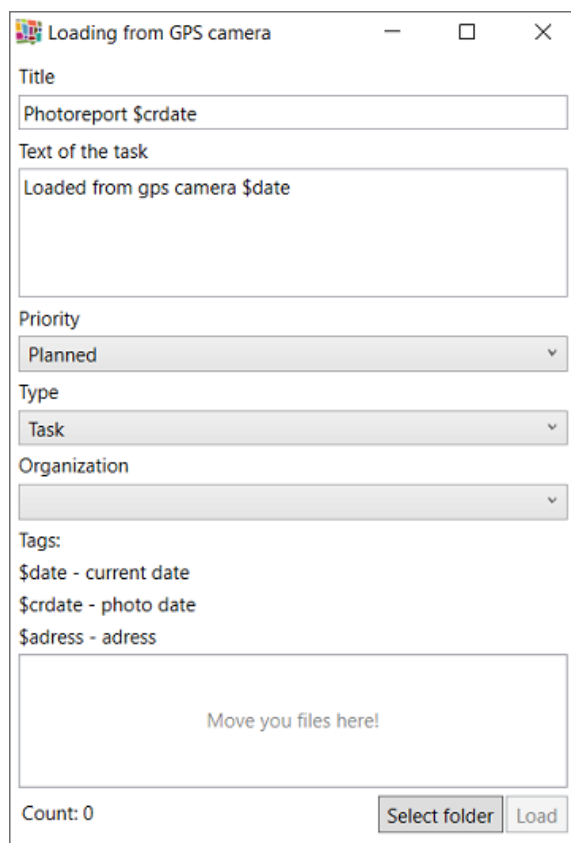 Loading from GPS camera
Title
Photoreport $crdate
Text of the task
Loaded from gps camera $date
Priority
Planned
Type
Task
Organization
Tags:
$date - current date
$crdate - photo date
$adress - adress
Move you files here!
Count: 0
Select folder
Load